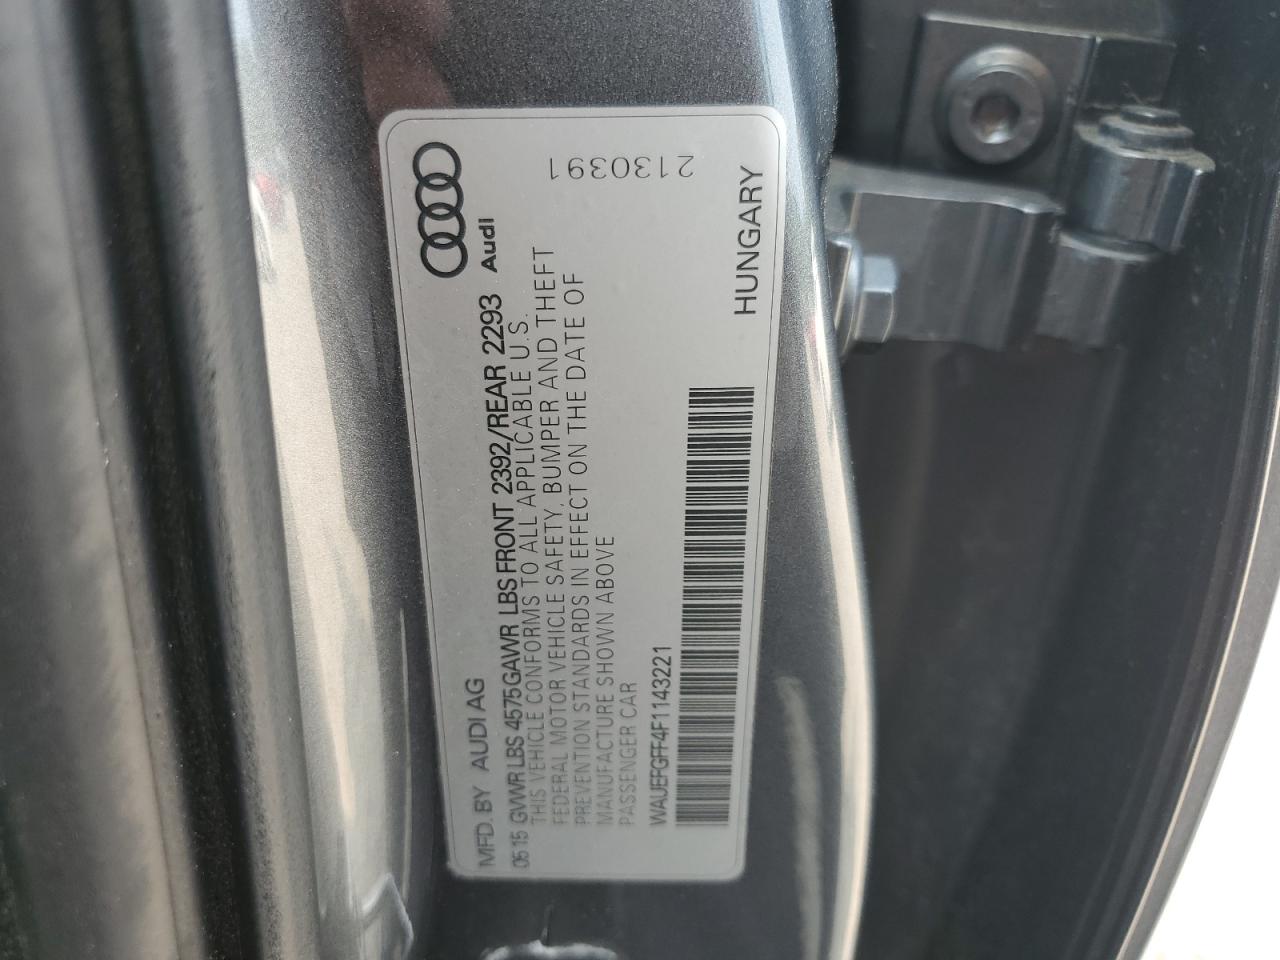 MFD. BY AUDI AG
Audi
05 15 GVWR LBS 4575 GAWR LBS FRONT 2392/REAR 2293
THIS VEHICLE CONFORMS TO ALL APPLICABLE U.S.
FEDERAL MOTOR VEHICLE SAFETY, BUMPER AND THEFT
PREVENTION STANDARDS IN EFFECT ON THE DATE OF
MANUFACTURE SHOWN ABOVE
PASSENGER CAR
2130391
WAUEFGFF4F1143221
HUNGARY